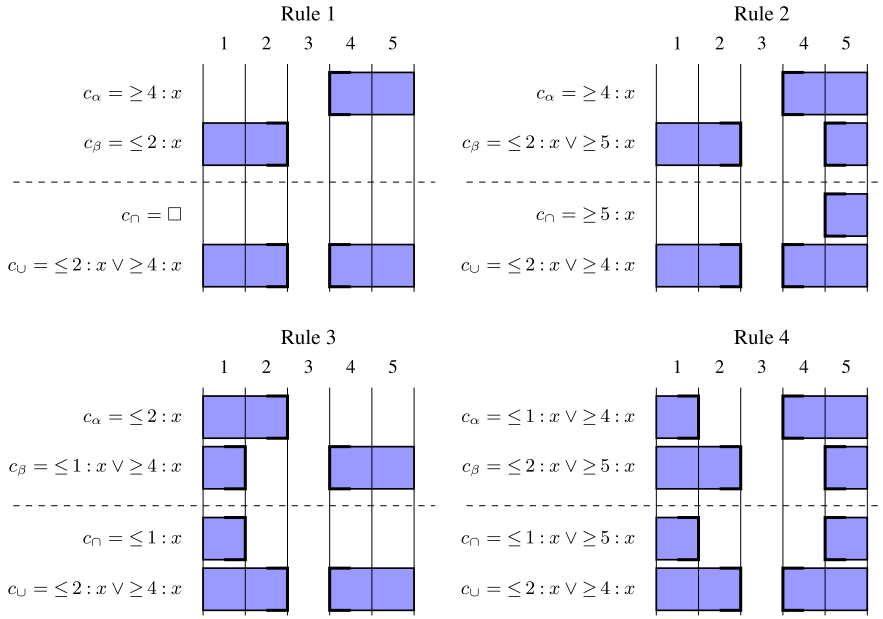 Rule 1
1 2 3 4 5
c_α = ≥ 4 : x
c_β = ≤ 2 : x
c_∩ = □
c_∪ = ≤ 2 : x ∨ ≥ 4 : x
Rule 2
1 2 3 4 5
c_α = ≥ 4 : x
c_β = ≤ 2 : x ∨ ≥ 5 : x
c_∩ = ≥ 5 : x
c_∪ = ≤ 2 : x ∨ ≥ 4 : x
Rule 3
1 2 3 4 5
c_α = ≤ 2 : x
c_β = ≤ 1 : x ∨ ≥ 4 : x
c_∩ = ≤ 1 : x
c_∪ = ≤ 2 : x ∨ ≥ 4 : x
Rule 4
1 2 3 4 5
c_α = ≤ 1 : x ∨ ≥ 4 : x
c_β = ≤ 2 : x ∨ ≥ 5 : x
c_∩ = ≤ 1 : x ∨ ≥ 5 : x
c_∪ = ≤ 2 : x ∨ ≥ 4 : x